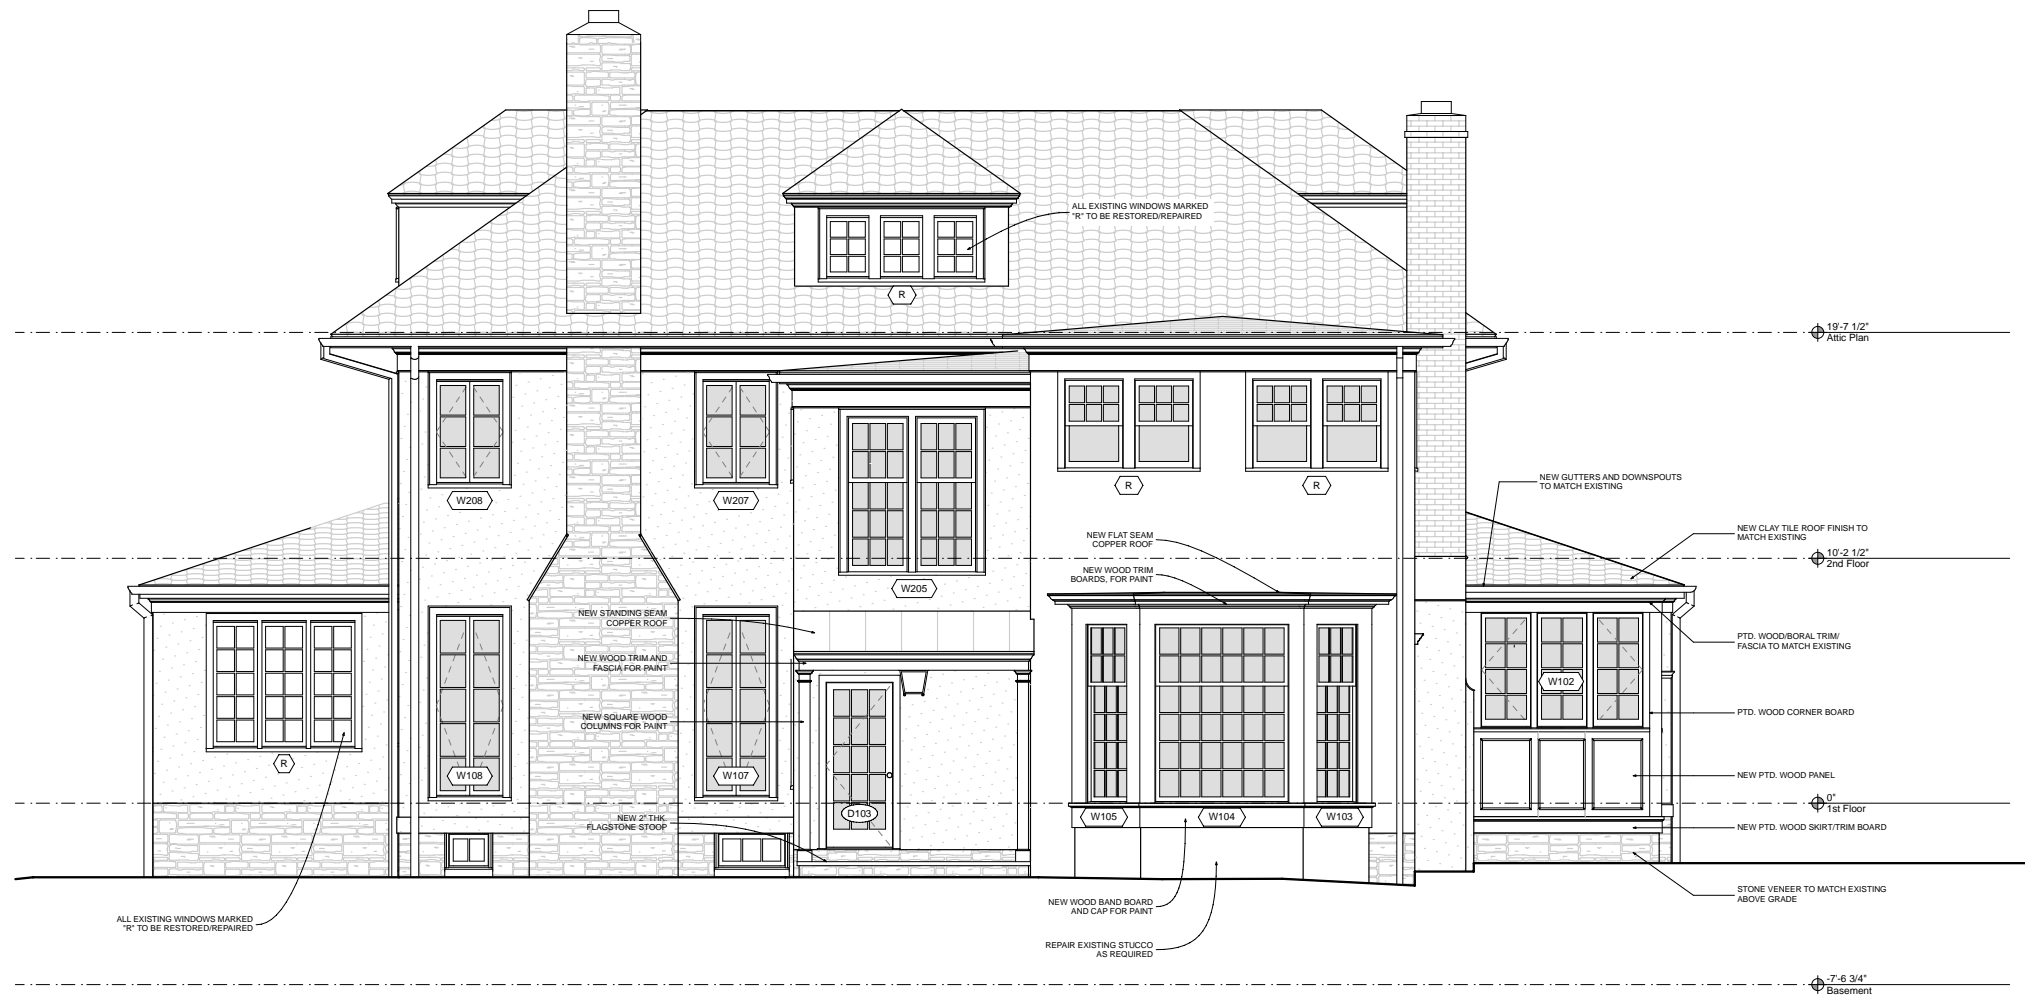 ALL EXISTING WINDOWS MARKED
"R" TO BE RESTORED/REPAIRED
R
19'-7 1/2"
Attic Plan
W208
W207
R
R
NEW GUTTERS AND DOWNSPOUTS
TO MATCH EXISTING
NEW FLAT SEAM
COPPER ROOF
NEW CLAY TILE ROOF FINISH TO
MATCH EXISTING
10'-2 1/2"
2nd Floor
NEW WOOD TRIM
BOARDS, FOR PAINT
W205
NEW STANDING SEAM
COPPER ROOF
PTD. WOOD/BORAL TRIM/
FASCIA TO MATCH EXISTING
NEW WOOD TRIM AND
FASCIA FOR PAINT
W102
NEW SQUARE WOOD
COLUMNS FOR PAINT
PTD. WOOD CORNER BOARD
R
W108
W107
NEW PTD. WOOD PANEL
0"
1st Floor
D103
W105
W104
W103
NEW 2" THK.
FLAGSTONE STOOP
NEW PTD. WOOD SKIRT/TRIM BOARD
STONE VENEER TO MATCH EXISTING
ABOVE GRADE
NEW WOOD BAND BOARD
AND CAP FOR PAINT
ALL EXISTING WINDOWS MARKED
"R" TO BE RESTORED/REPAIRED
REPAIR EXISTING STUCCO
AS REQUIRED
-7'-6 3/4"
Basement